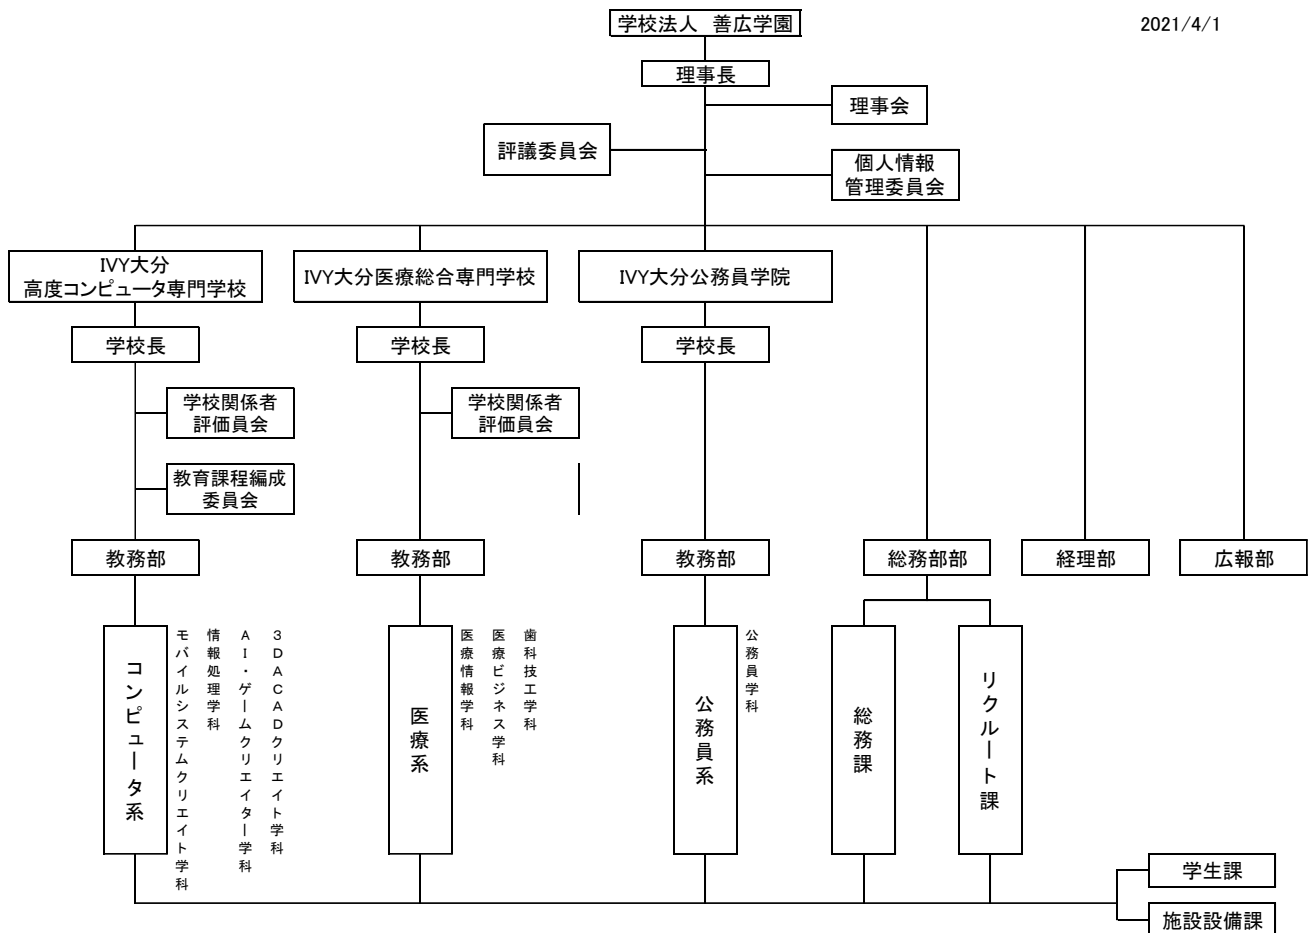 学校法人　善広学園
2021/4/1
理事長
理事会
評議委員会
個人情報
管理委員会
IVY大分
高度コンピュータ専門学校
IVY大分医療総合専門学校
IVY大分公務員学院
学校長
学校長
学校長
学校関係者
評価員会
学校関係者
評価員会
教育課程編成
委員会
教務部
教務部
教務部
総務部部
経理部
広報部
コンピュータ系
３ＤＡＣＡＤクリエイト学科
ＡＩ・ゲームクリエイター学科
情報処理学科
モバイルシステムクリエイト学科
医療系
歯科技工学科
医療ビジネス学科
医療情報学科
公務員系
公務員学科
総務課
リクルート課
学生課
施設設備課